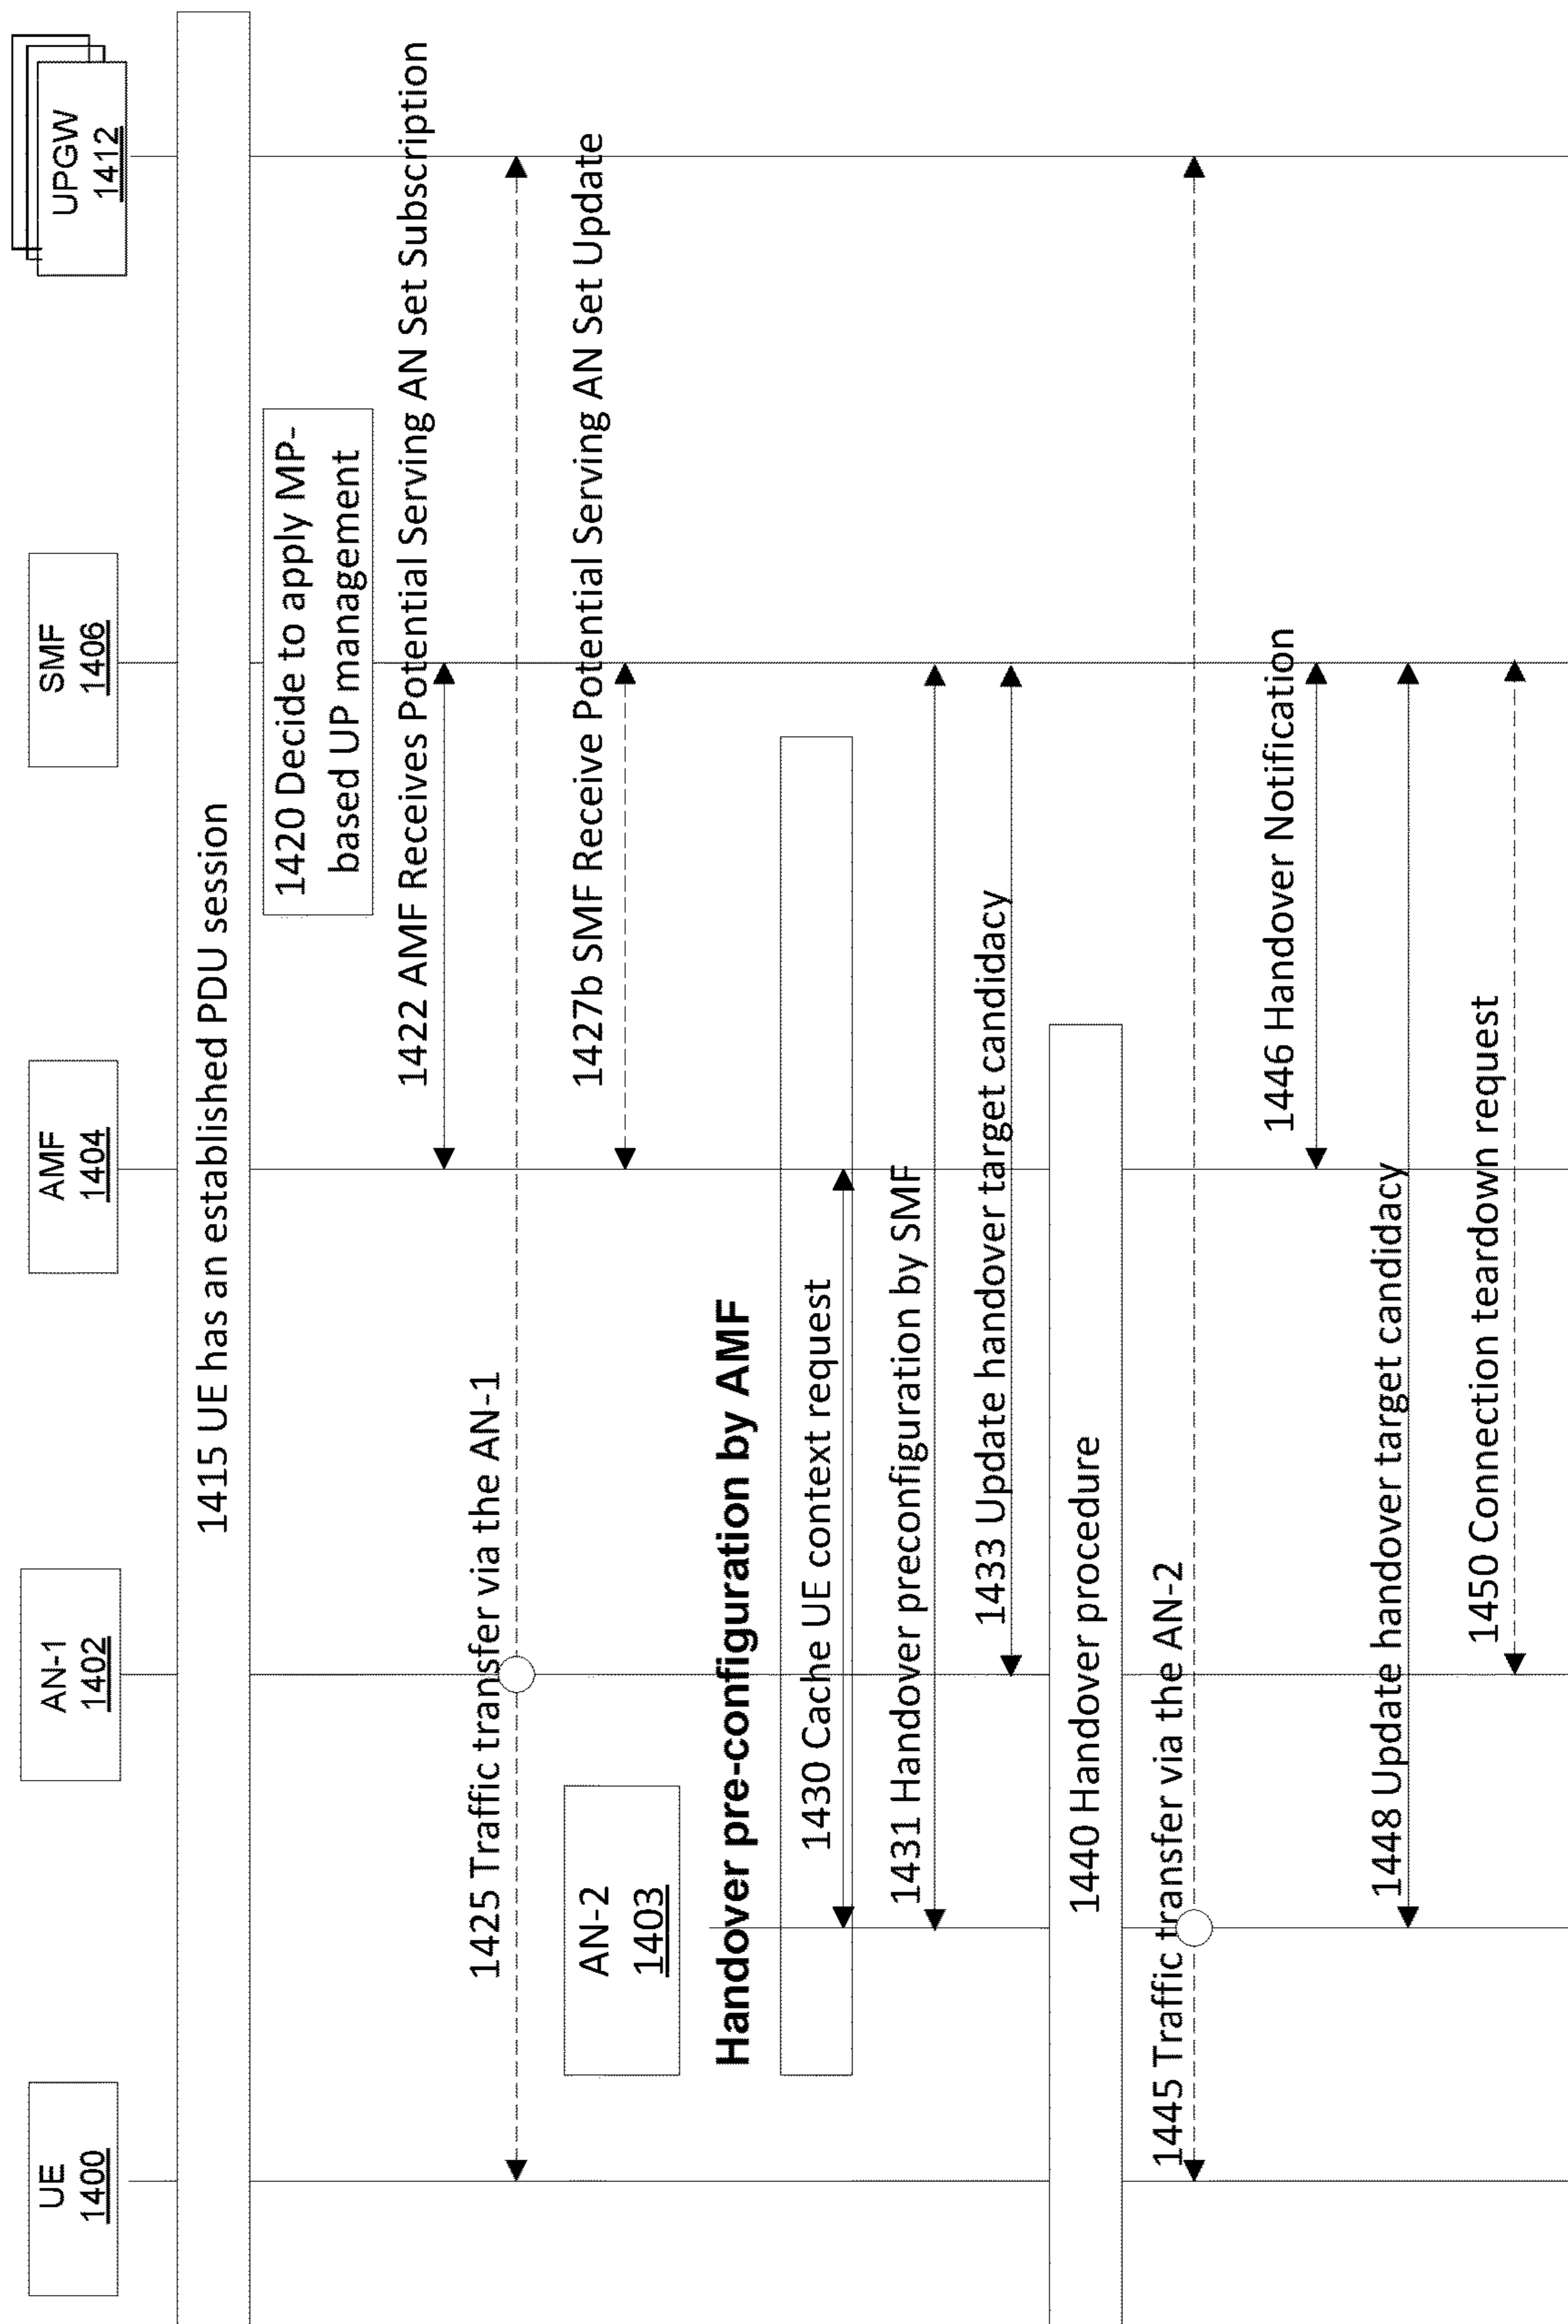 UE
1400
AN-1
1402
AMF
1404
SMF
1406
UPGW
1412
1415 UE has an established PDU session
1420 Decide to apply MP-
based UP management
1422 AMF Receives Potential Serving AN Set Subscription
1425 Traffic transfer via the AN-1
1427b SMF Receive Potential Serving AN Set Update
AN-2
1403
Handover pre-configuration by AMF
1430 Cache UE context request
1431 Handover preconfiguration by SMF
1433 Update handover target candidacy
1440 Handover procedure
1445 Traffic transfer via the AN-2
1446 Handover Notification
1448 Update handover target candidacy
1450 Connection teardown request